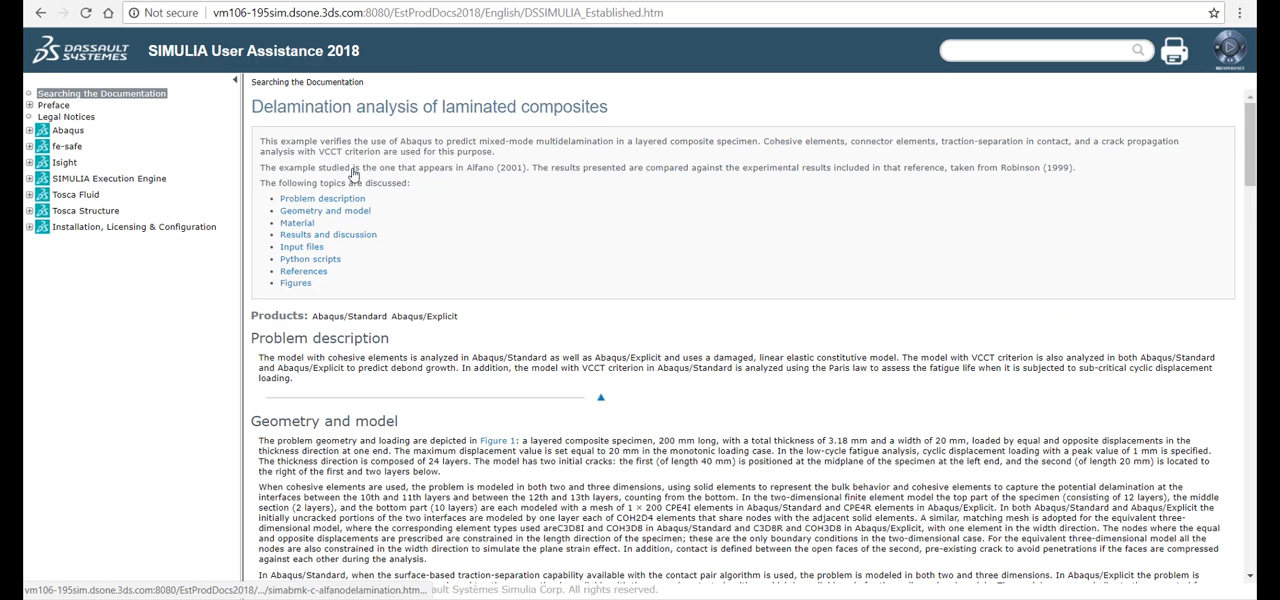 Not secure | vm106-195sim.dsone.3ds.com:8080/EstProdDocs2018/English/DSSIMULIA_Established.htm
DASSAULT SYSTEMES
SIMULIA User Assistance 2018
Searching the Documentation
Preface
Legal Notices
Abaqus
fe-safe
Isight
SIMULIA Execution Engine
Tosca Fluid
Tosca Structure
Installation, Licensing & Configuration
Searching the Documentation
Delamination analysis of laminated composites
This example verifies the use of Abaqus to predict mixed-mode multidelamination in a layered composite specimen. Cohesive elements, connector elements, traction-separation in contact, and a crack propagation
analysis with VCCT criterion are used for this purpose.
The example studied is the one that appears in Alfano (2001). The results presented are compared against the experimental results included in that reference, taken from Robinson (1999).
The following topics are discussed:
• Problem description
• Geometry and model
• Material
• Results and discussion
• Input files
• Python scripts
• References
• Figures
Products: Abaqus/Standard Abaqus/Explicit
Problem description
The model with cohesive elements is analyzed in Abaqus/Standard as well as Abaqus/Explicit and uses a damaged, linear elastic constitutive model. The model with VCCT criterion is also analyzed in both Abaqus/Standard
and Abaqus/Explicit to predict debond growth. In addition, the model with VCCT criterion in Abaqus/Standard is analyzed using the Paris law to assess the fatigue life when it is subjected to sub-critical cyclic displacement
loading.
Geometry and model
The problem geometry and loading are depicted in Figure 1: a layered composite specimen, 200 mm long, with a total thickness of 3.18 mm and a width of 20 mm, loaded by equal and opposite displacements in the
thickness direction at one end. The maximum displacement value is set equal to 20 mm in the monotonic loading case. In the low-cycle fatigue analysis, cyclic displacement loading with a peak value of 1 mm is specified.
The thickness direction is composed of 24 layers. The model has two initial cracks: the first (of length 40 mm) is positioned at the midplane of the specimen at the left end, and the second (of length 20 mm) is located to
the right of the first and two layers below.
When cohesive elements are used, the problem is modeled in both two and three dimensions, using solid elements to represent the bulk behavior and cohesive elements to capture the potential delamination at the
interfaces between the 10th and 11th layers and between the 12th and 13th layers, counting from the bottom. In the two-dimensional finite element model the top part of the specimen (consisting of 12 layers), the middle
section (2 layers), and the bottom part (10 layers) are each modeled with a mesh of 1 × 200 CPE4I elements in Abaqus/Standard and CPE4R elements in Abaqus/Explicit. In both Abaqus/Standard and Abaqus/Explicit the
initially uncracked portions of the two interfaces are modeled by one layer each of COH2D4 elements that share nodes with the adjacent solid elements. A similar, matching mesh is adopted for the equivalent three-
dimensional model, where the corresponding element types used areC3D8I and COH3D8 in Abaqus/Standard and C3D8R and COH3D8 in Abaqus/Explicit, with one element in the width direction. The nodes where the equal
and opposite displacements are prescribed are constrained in the length direction of the specimen; these are the only boundary conditions in the two-dimensional case. For the equivalent three-dimensional model all the
nodes are also constrained in the width direction to simulate the plane strain effect. In addition, contact is defined between the open faces of the second, pre-existing crack to avoid penetrations if the faces are compressed
against each other during the analysis.
In Abaqus/Standard, when the surface-based traction-separation capability available with the contact pair algorithm is used, the problem is modeled in both two and three dimensions. In Abaqus/Explicit the problem is
vm106-195sim.dsone.3ds.com:8080/EstProdDocs2018/.../simabmk-c-alfanodelamination.htm... ault Systèmes Simulia Corp. All rights reserved.